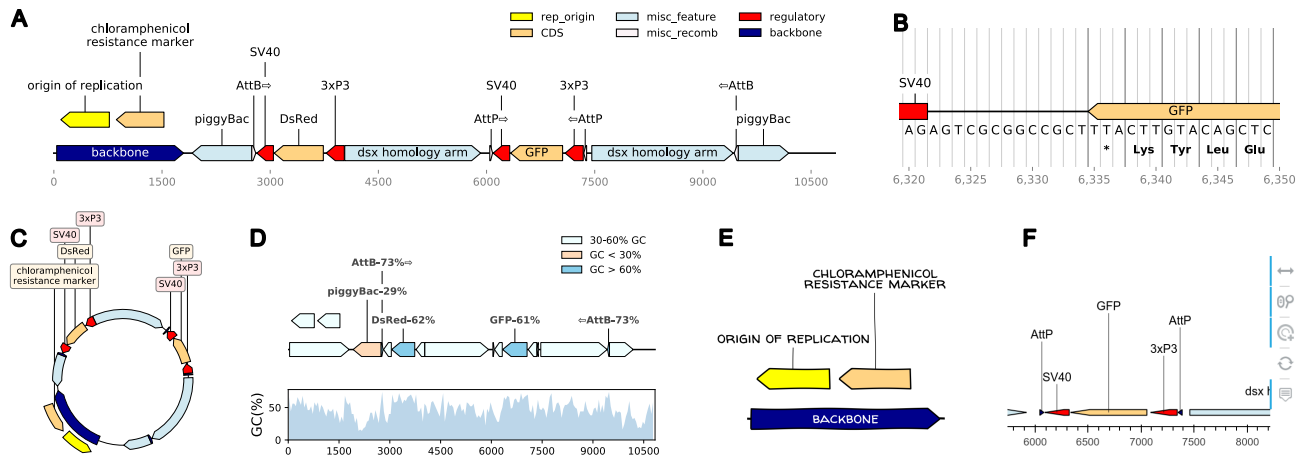 A
rep_origin
misc_feature
regulatory
CDS
misc_recomb
backbone
chloramphenicol
resistance marker
SV40
origin of replication
AttB⇨
3xP3
SV40
3xP3
⇦AttB
piggyBac
DsRed
AttP⇨
⇦AttP
piggyBac
backbone
dsx homology arm
GFP
dsx homology arm
0
1500
3000
4500
6000
7500
9000
10500
B
SV40
GFP
A G A G T C G C G G C C G C T T T A C T T G T A C A G C T C
* Lys Tyr Leu Glu
6,320
6,330
6,335
6,340
6,345
6,350
C
3xP3
SV40
DsRed
chloramphenicol
resistance marker
GFP
3xP3
SV40
D
30-60% GC
GC < 30%
GC > 60%
AttB-73%⇨
piggyBac-29%
DsRed-62%
GFP-61%
⇦AttB-73%
GC(%)
50
0
0
1500
3000
4500
6000
7500
9000
10500
E
CHLORAMPHENICOL
RESISTANCE MARKER
ORIGIN OF REPLICATION
BACKBONE
F
GFP
AttP
AttP
3xP3
SV40
dsx h
6000
6500
7000
7500
8000